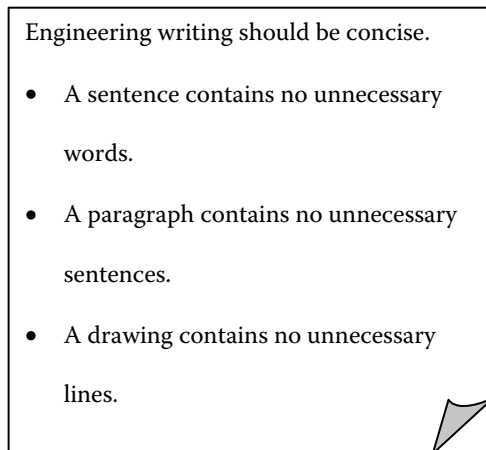 Engineering writing should be concise.
• A sentence contains no unnecessary
words.
• A paragraph contains no unnecessary
sentences.
• A drawing contains no unnecessary
lines.